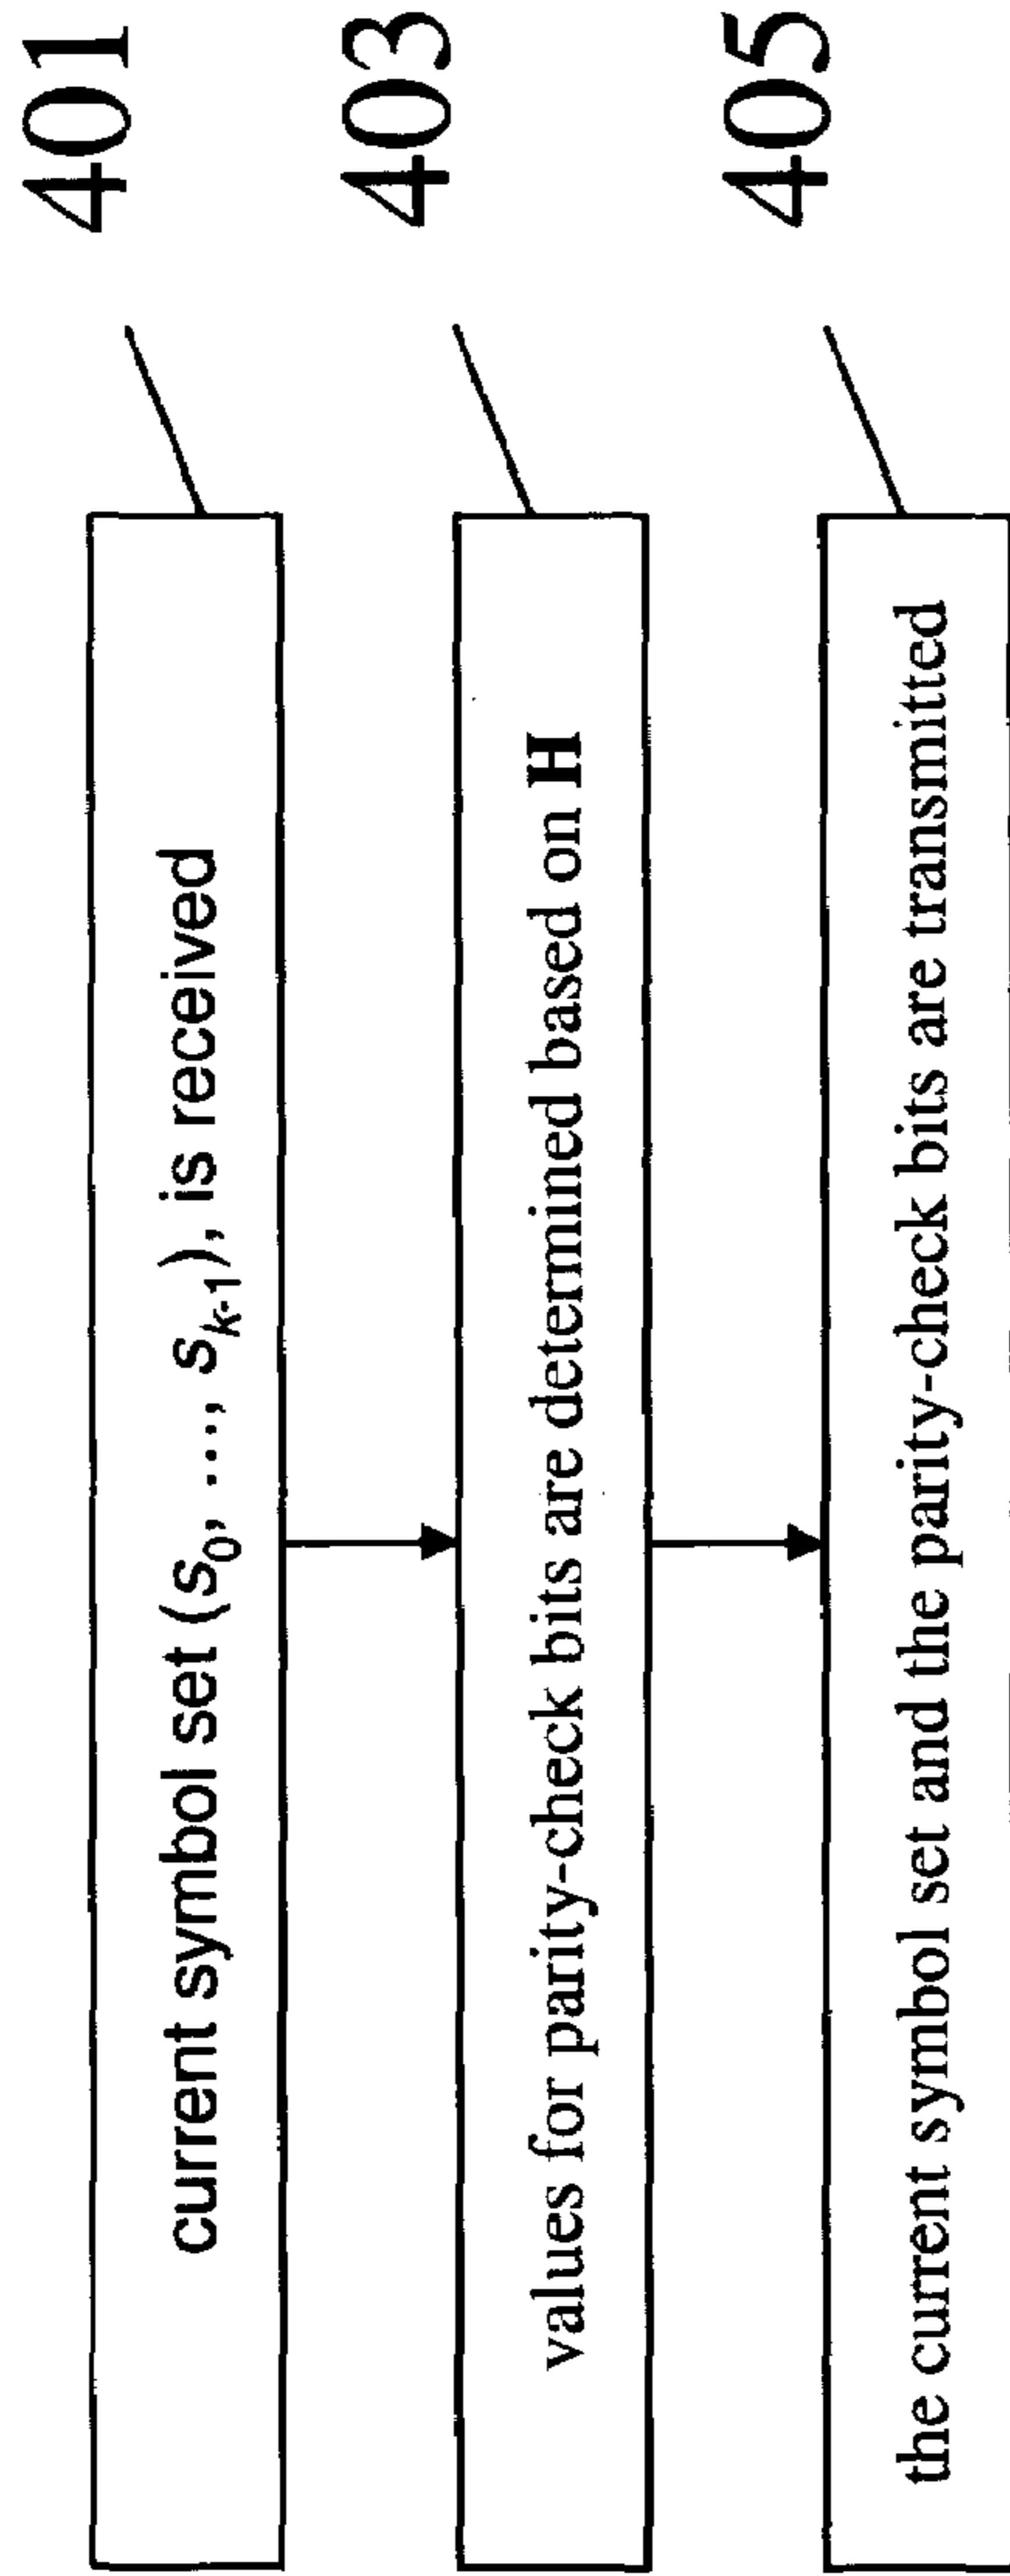 current symbol set (s₀, ..., sₖ₋₁), is received
401
values for parity-check bits are determined based on H
403
the current symbol set and the parity-check bits are transmitted
405